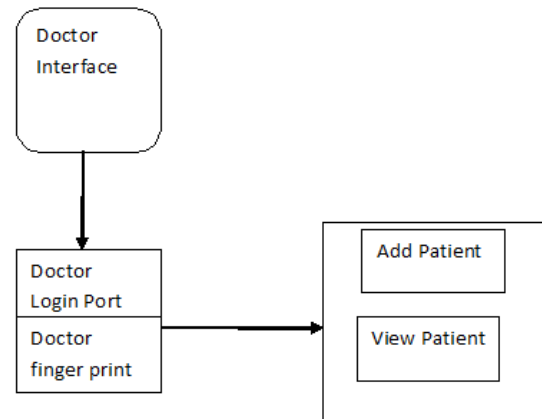 Doctor
Interface
Doctor
Login Port
Doctor
finger print
Add Patient
View Patient